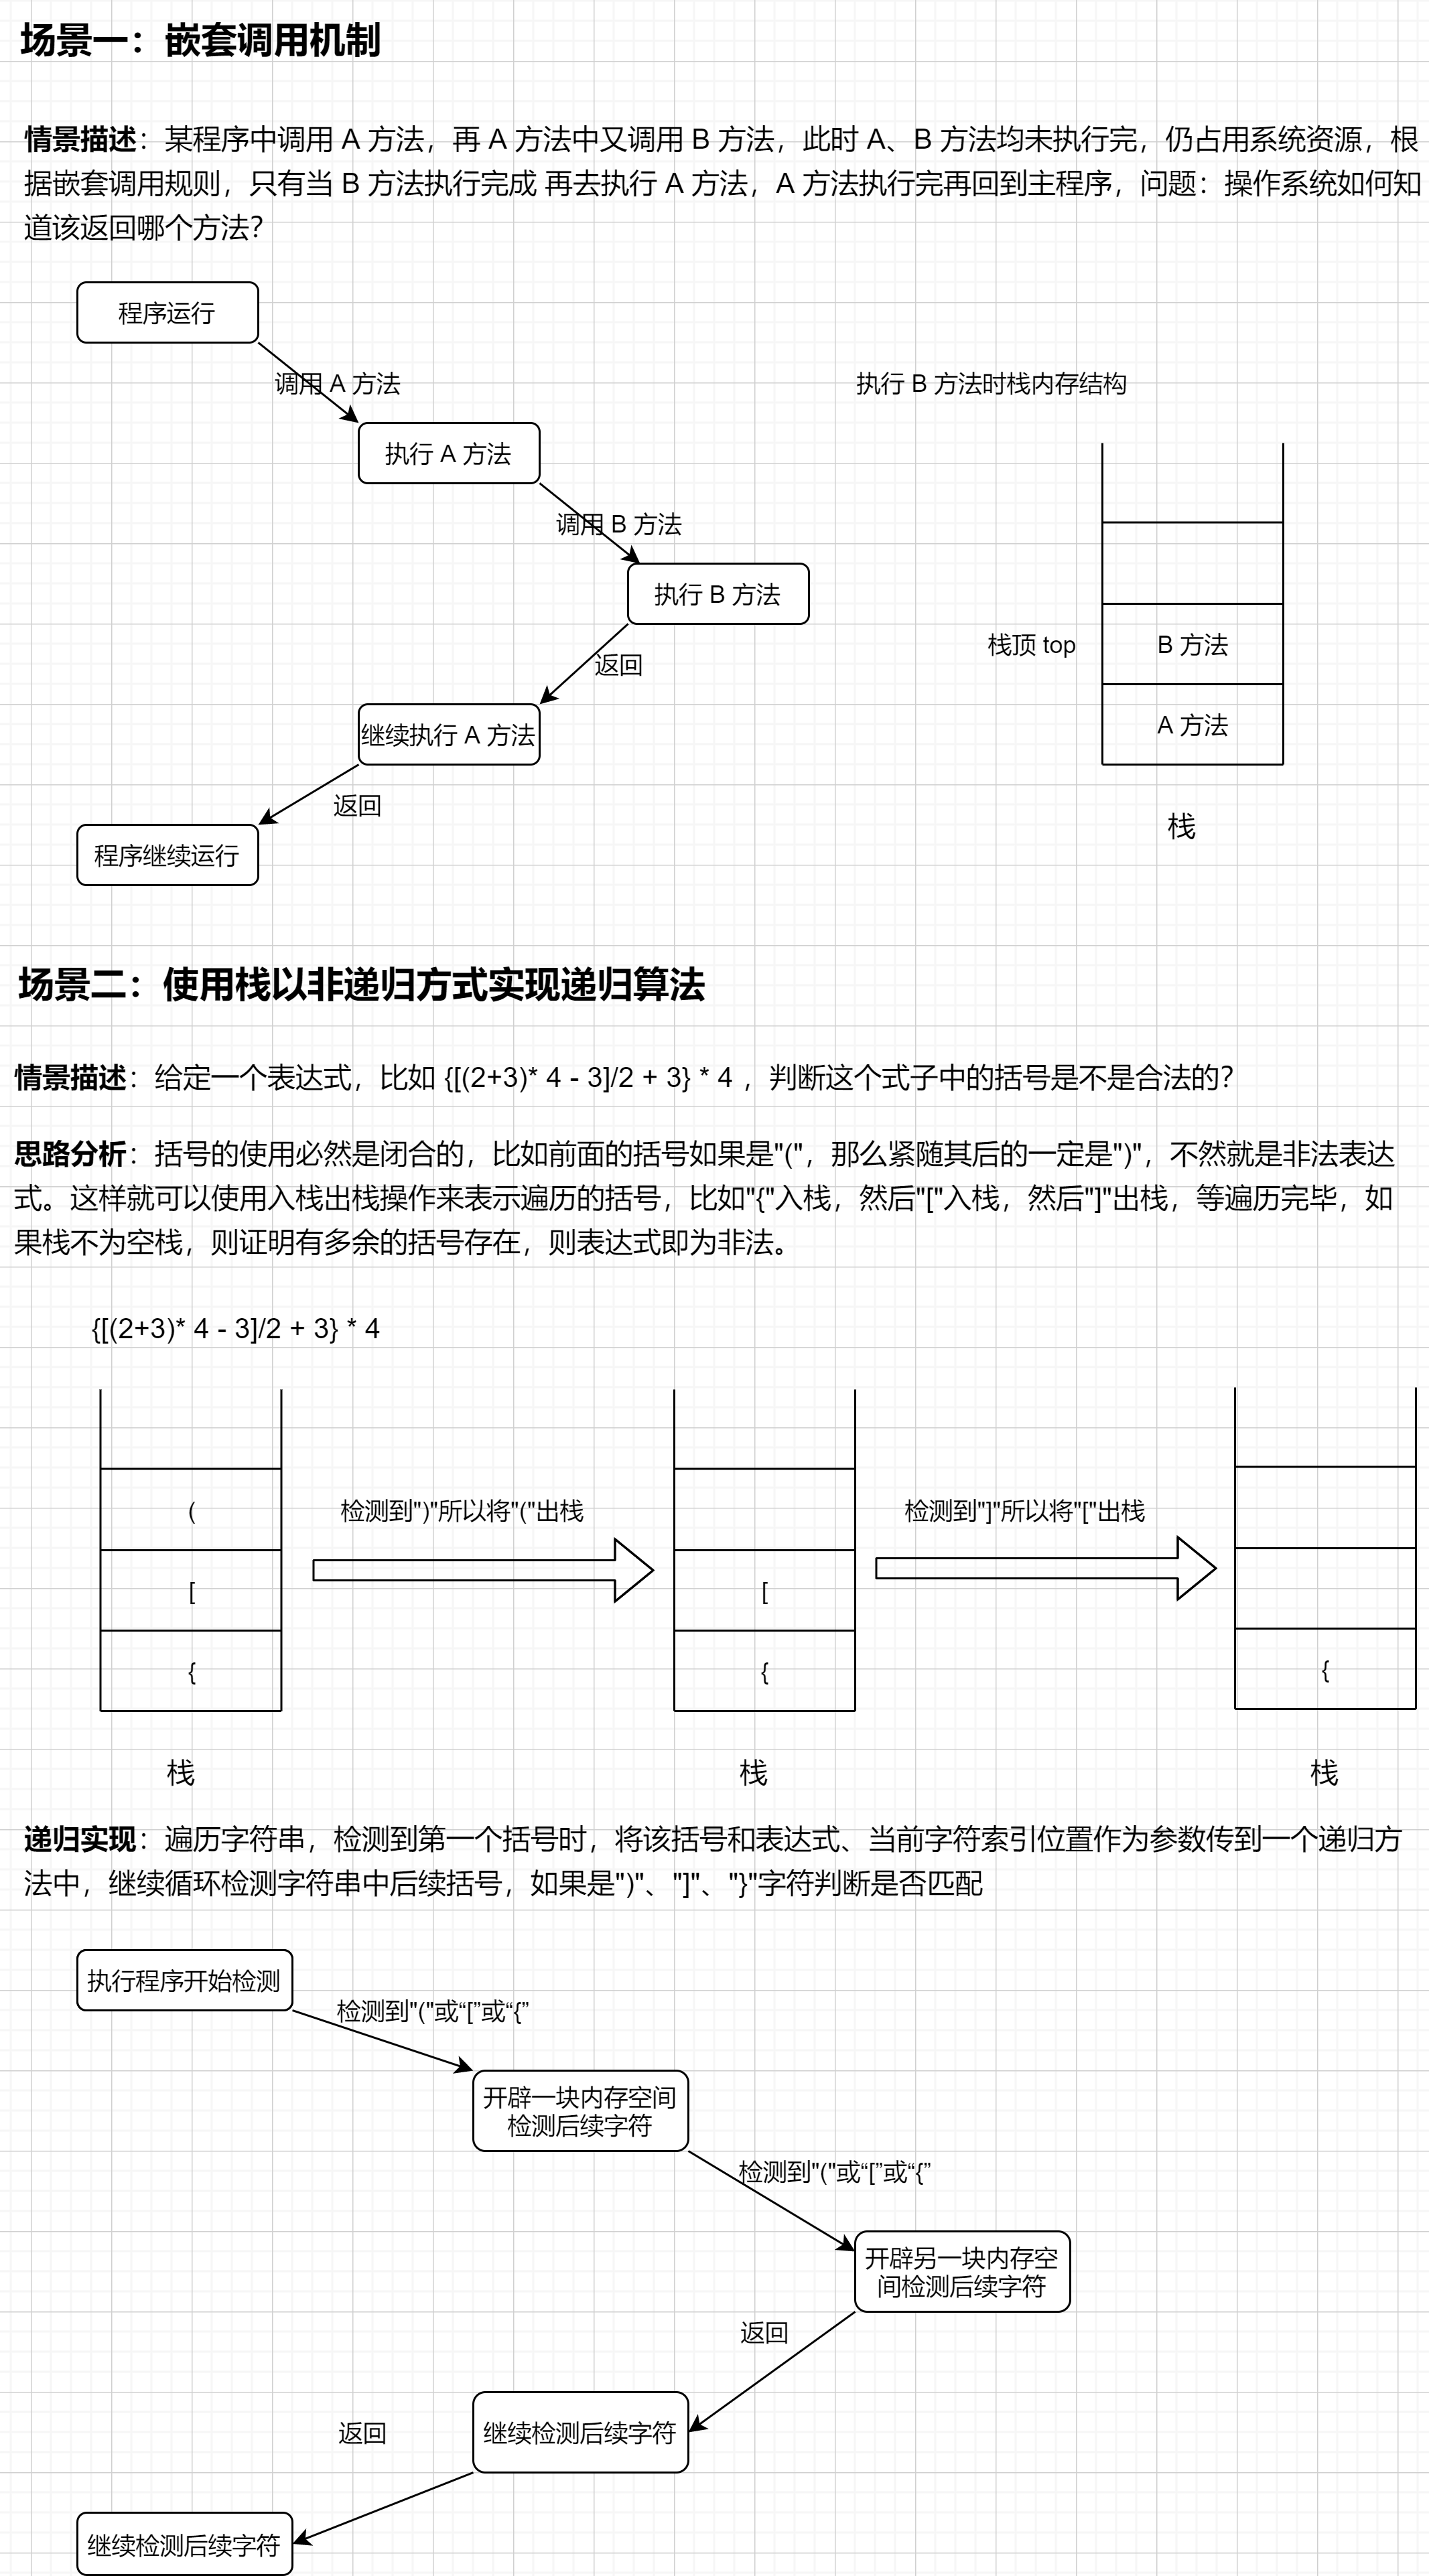 场景一：嵌套调用机制
情景描述：某程序中调用 A 方法，再 A 方法中又调用 B 方法，此时 A、B 方法均未执行完，仍占用系统资源，根
据嵌套调用规则，只有当 B 方法执行完成 再去执行 A 方法，A 方法执行完再回到主程序，问题：操作系统如何知
道该返回哪个方法？
程序运行
调用 A 方法
执行 B 方法时栈内存结构
执行 A 方法
调用 B 方法
执行 B 方法
返回
栈顶 top
B 方法
继续执行 A 方法
A 方法
返回
栈
程序继续运行
场景二：使用栈以非递归方式实现递归算法
情景描述：给定一个表达式，比如 {[(2+3)* 4 - 3]/2 + 3} * 4 ，判断这个式子中的括号是不是合法的？
思路分析：括号的使用必然是闭合的，比如前面的括号如果是"("，那么紧随其后的一定是")"，不然就是非法表达
式。这样就可以使用入栈出栈操作来表示遍历的括号，比如"{"入栈，然后"["入栈，然后"]"出栈，等遍历完毕，如
果栈不为空栈，则证明有多余的括号存在，则表达式即为非法。
{[(2+3)* 4 - 3]/2 + 3} * 4
(
[
{
栈
检测到")"所以将"("出栈
[
{
栈
检测到"]"所以将"["出栈
{
栈
递归实现：遍历字符串，检测到第一个括号时，将该括号和表达式、当前字符索引位置作为参数传到一个递归方
法中，继续循环检测字符串中后续括号，如果是")"、"]"、"}"字符判断是否匹配
执行程序开始检测
检测到"("或“[”或“{”
开辟一块内存空间
检测后续字符
检测到"("或“[”或“{”
开辟另一块内存空
间检测后续字符
返回
继续检测后续字符
返回
继续检测后续字符